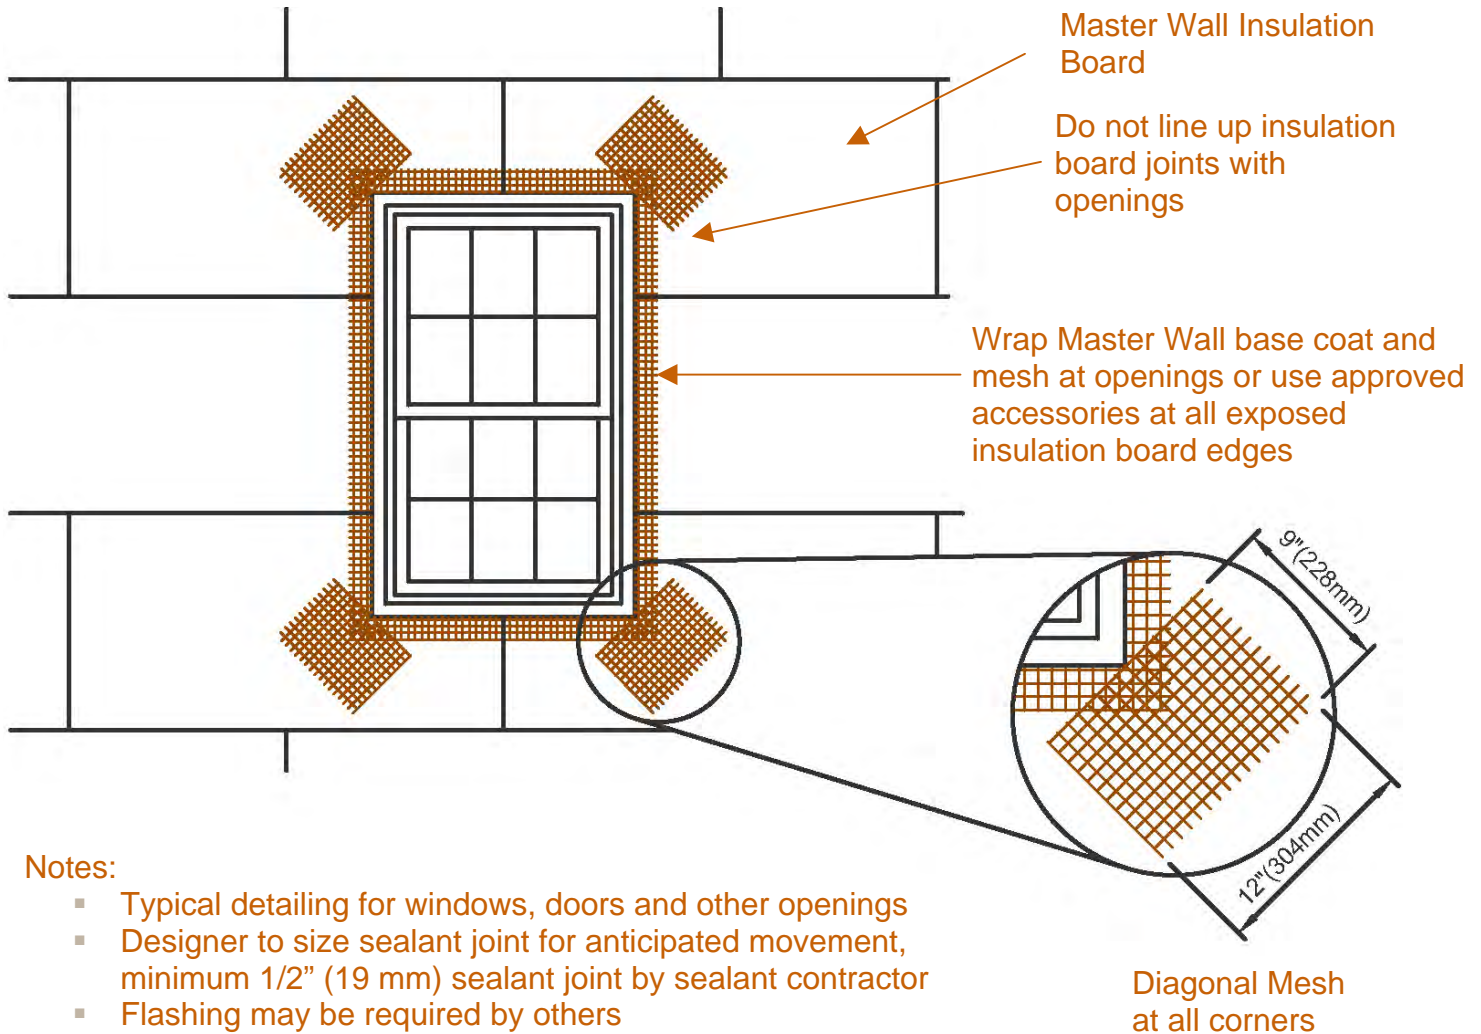 Master Wall Insulation
Board
Do not line up insulation
board joints with
openings
Wrap Master Wall base coat and
mesh at openings or use approved
accessories at all exposed
insulation board edges
9"(228mm)
12"(304mm)
Diagonal Mesh
at all corners
Notes:
▪ Typical detailing for windows, doors and other openings
▪ Designer to size sealant joint for anticipated movement,
minimum 1/2” (19 mm) sealant joint by sealant contractor
▪ Flashing may be required by others